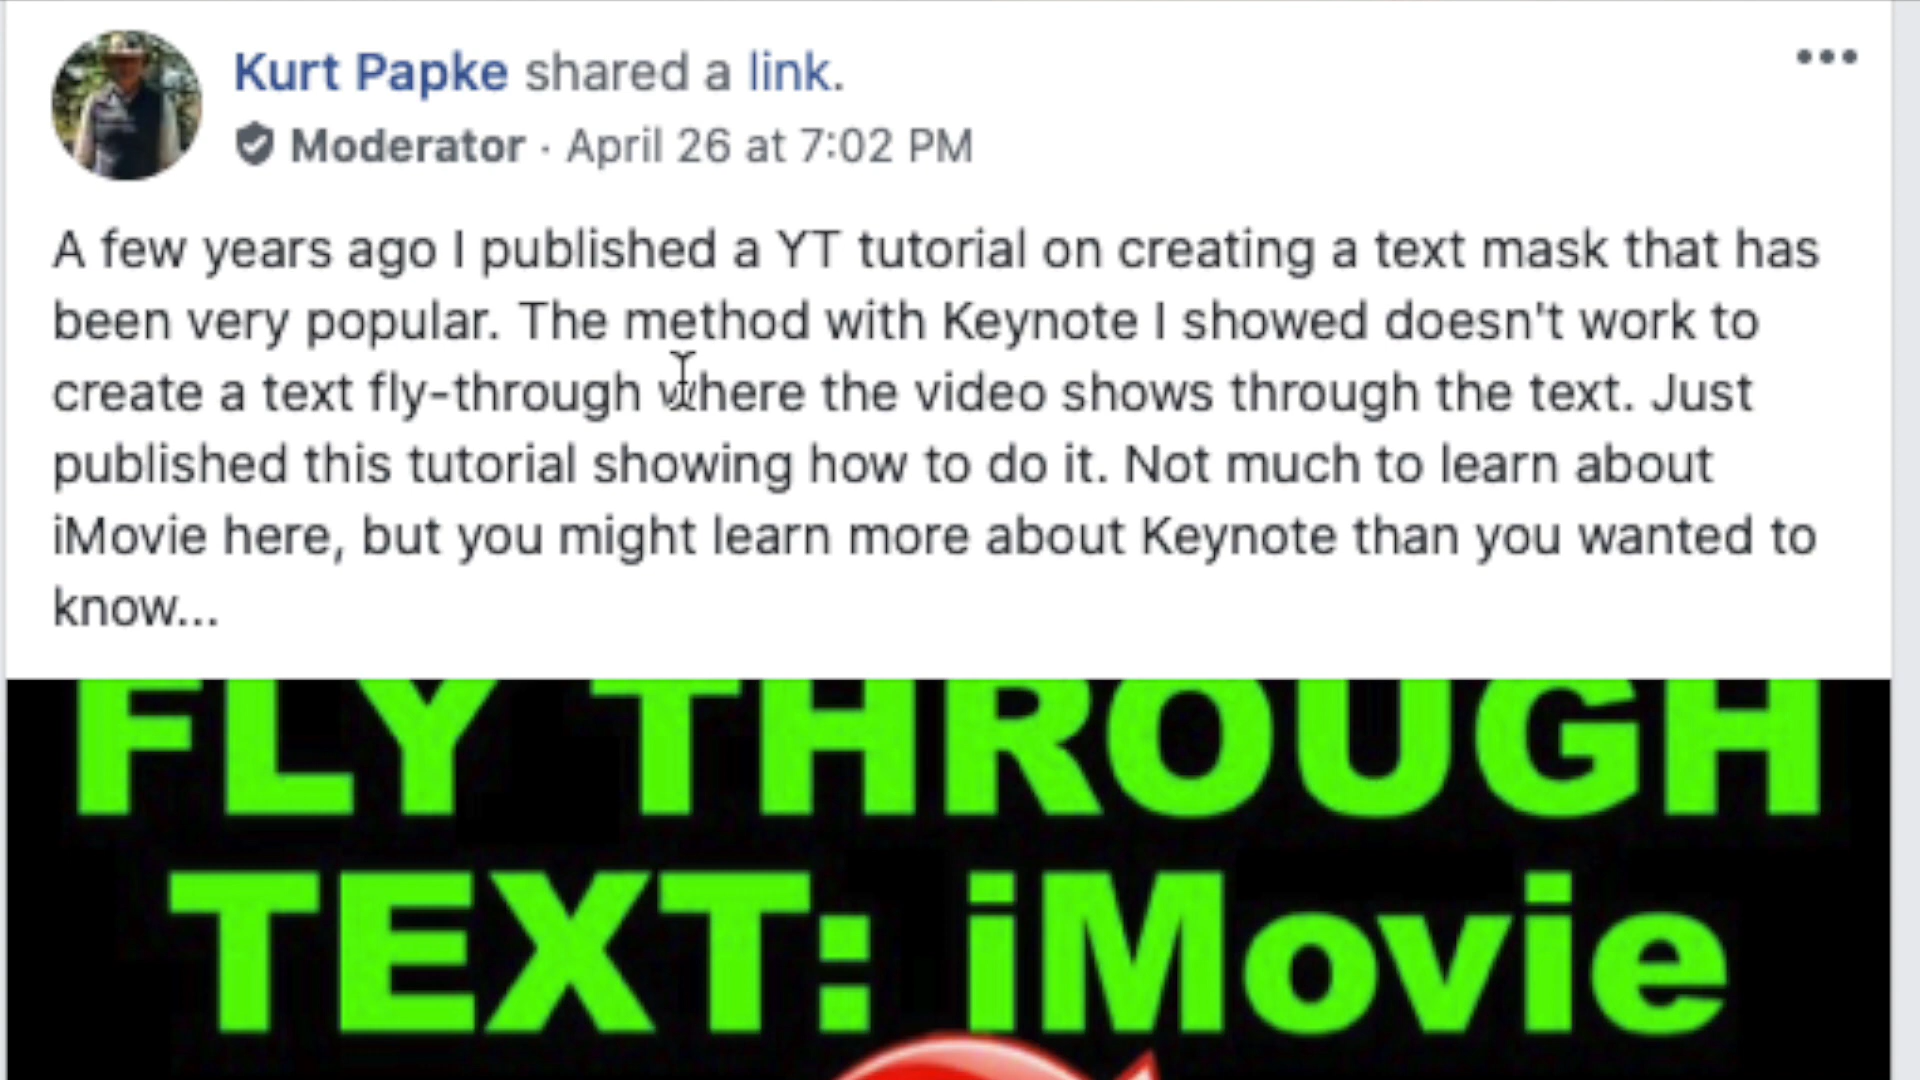 Kurt Papke shared a link.
Moderator · April 26 at 7:02 PM
A few years ago I published a YT tutorial on creating a text mask that has
been very popular. The method with Keynote I showed doesn't work to
create a text fly-through where the video shows through the text. Just
published this tutorial showing how to do it. Not much to learn about
iMovie here, but you might learn more about Keynote than you wanted to
know...
FLY THROUGH
TEXT: iMovie